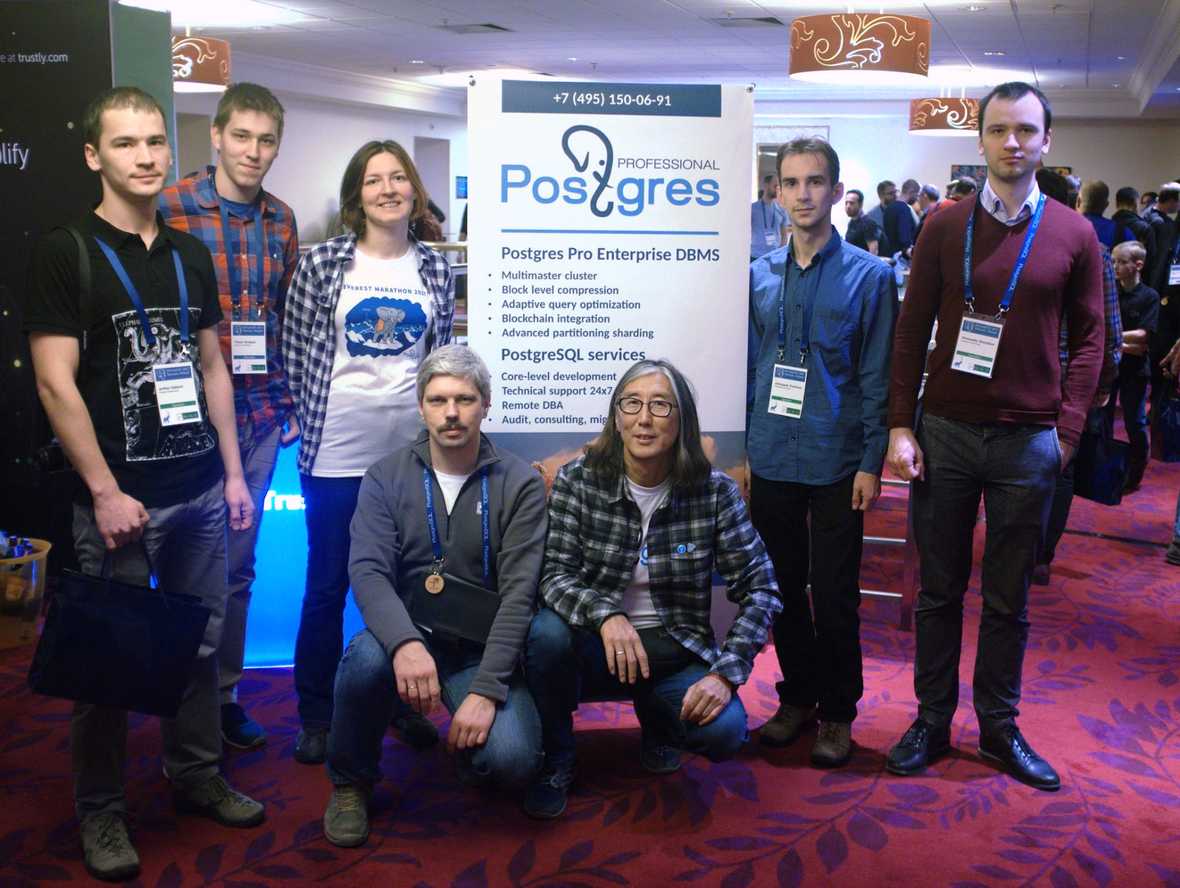 e at trustly.com
plify
+7 (495) 150-06-91
PROFESSIONAL
Postgres
Postgres Pro Enterprise DBMS
• Multimaster cluster
• Block level compression
• Adaptive query optimization
• Blockchain integration
• Advanced partitioning sharding
PostgreSQL services
Core-level development
Technical support 24x7
Remote DBA
Audit, consulting, mig
EVEREST MARATHON